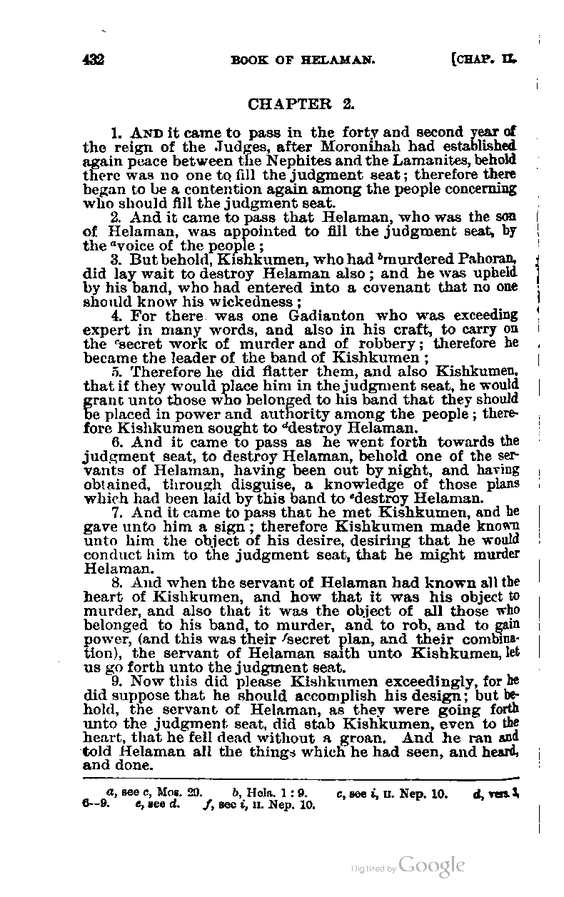 432 BOOK OF HELAMAN. [CHAP. II.
CHAPTER 2.
1. AND it came to pass in the forty and second year of
the reign of the Judges, after Moronihah had established
again peace between the Nephites and the Lamanites, behold
there was no one to fill the judgment seat; therefore there
began to be a contention again among the people concerning
who should fill the judgment seat.
2. And it came to pass that Helaman, who was the son
of Helaman, was appointed to fill the judgment seat, by
the ᵃvoice of the people;
3. But behold, Kishkumen, who had ᵇmurdered Pahoran,
did lay wait to destroy Helaman also; and he was upheld
by his band, who had entered into a covenant that no one
should know his wickedness;
4. For there was one Gadianton who was exceeding
expert in many words, and also in his craft, to carry on
the ᶜsecret work of murder and of robbery; therefore he
became the leader of the band of Kishkumen;
5. Therefore he did flatter them, and also Kishkumen,
that if they would place him in the judgment seat, he would
grant unto those who belonged to his band that they should
be placed in power and authority among the people; there-
fore Kishkumen sought to ᵈdestroy Helaman.
6. And it came to pass as he went forth towards the
judgment seat, to destroy Helaman, behold one of the ser-
vants of Helaman, having been out by night, and having
obtained, through disguise, a knowledge of those plans
which had been laid by this band to ᵉdestroy Helaman.
7. And it came to pass that he met Kishkumen, and he
gave unto him a sign; therefore Kishkumen made known
unto him the object of his desire, desiring that he would
conduct him to the judgment seat, that he might murder
Helaman.
8. And when the servant of Helaman had known all the
heart of Kishkumen, and how that it was his object to
murder, and also that it was the object of all those who
belonged to his band, to murder, and to rob, and to gain
power, (and this was their ᶠsecret plan, and their combina-
tion), the servant of Helaman saith unto Kishkumen, let
us go forth unto the judgment seat.
9. Now this did please Kishkumen exceedingly, for he
did suppose that he should accomplish his design; but be-
hold, the servant of Helaman, as they were going forth
unto the judgment seat, did stab Kishkumen, even to the
heart, that he fell dead without a groan. And he ran and
told Helaman all the things which he had seen, and heard,
and done.
a, see c, Mos. 20. b, Hela. 1 : 9. c, see i, II. Nep. 10. d, vers. 3,
6--9. e, see d. f, see i, II. Nep. 10.
Digitized by Google